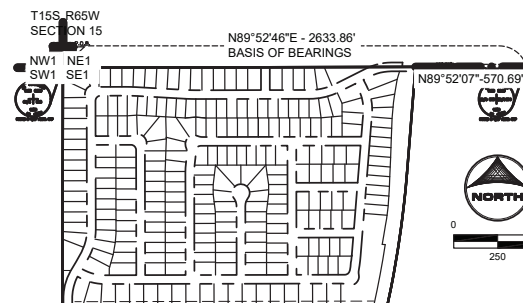 T15S, R65W
SECTION 15
N89°52'46"E - 2633.86'
BASIS OF BEARINGS
NW1 NE1
SW1 SE1
N89°52'07"-570.69'
NORTH
0
250